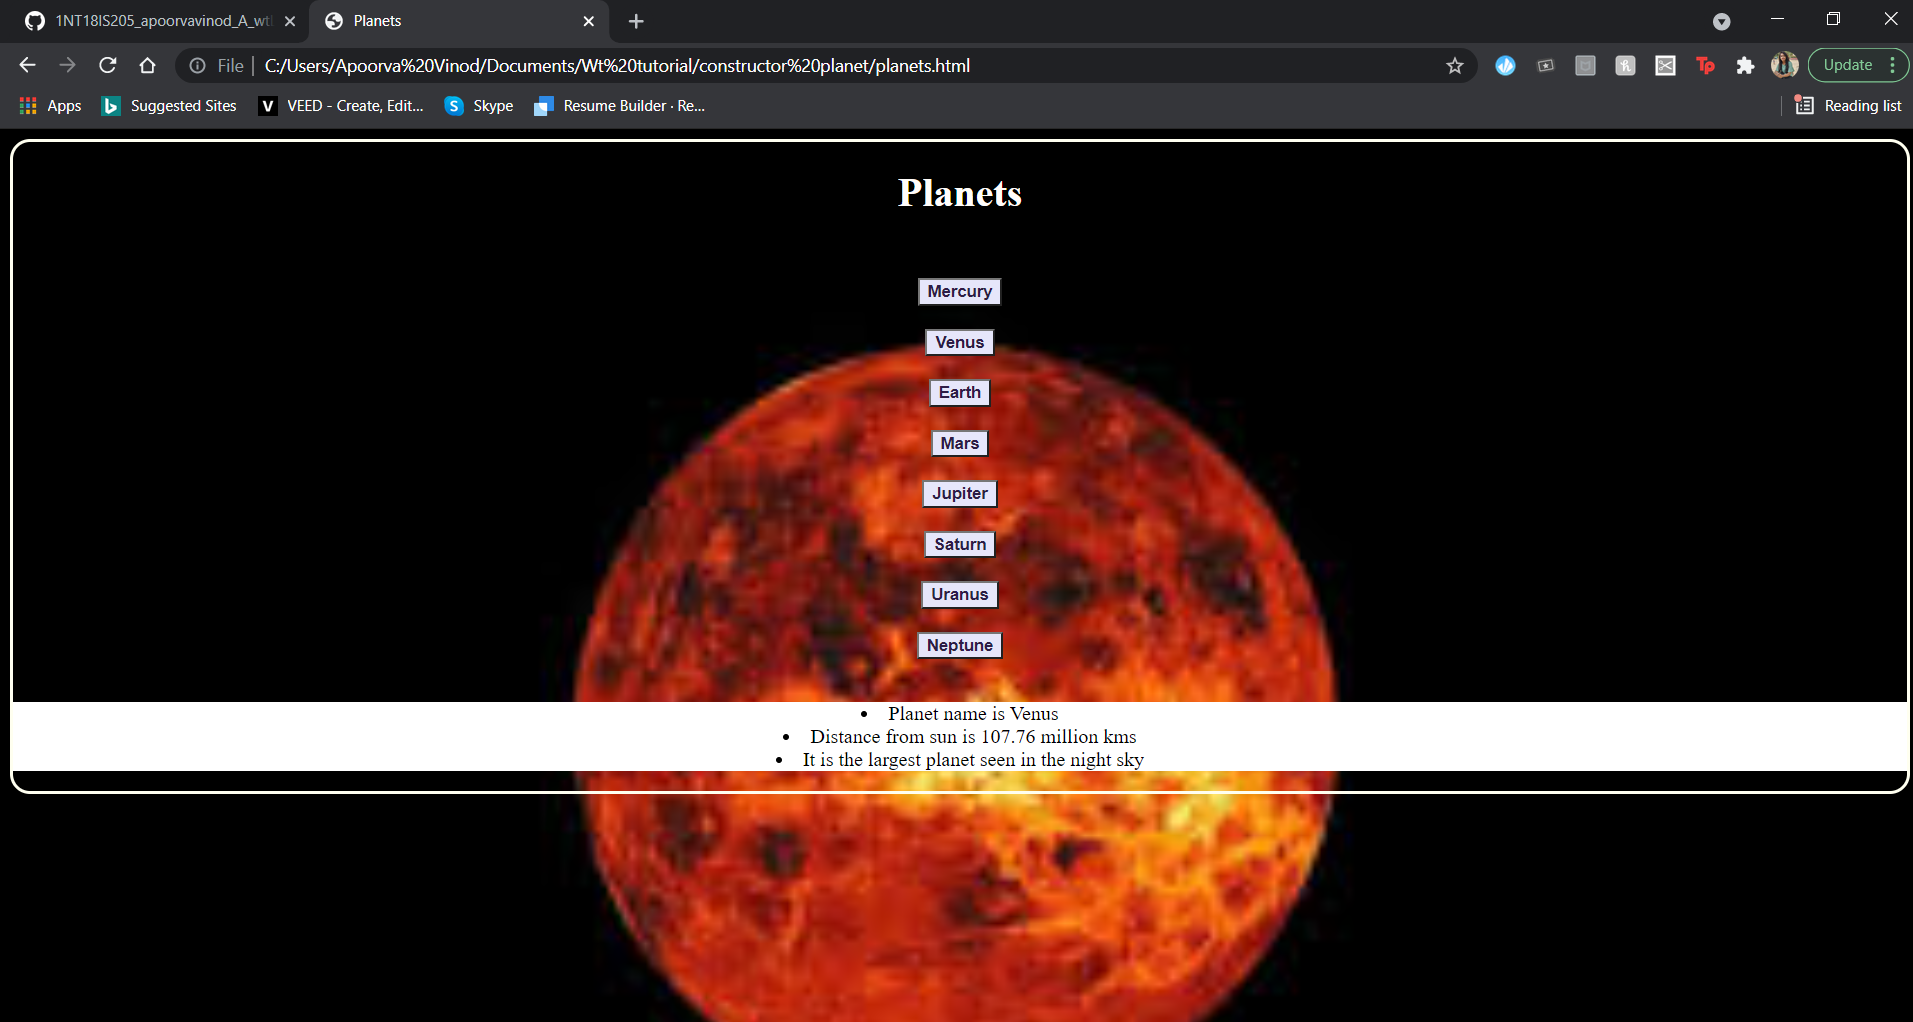 1NT18IS205_apoorvavinod_A_wt
Planets
File
C:/Users/Apoorva%20Vinod/Documents/Wt%20tutorial/constructor%20planet/planets.html
Tp
Update
Apps
Suggested Sites
V VEED - Create, Edit...
S Skype
Resume Builder · Re...
Reading list
Planets
Mercury
Venus
Earth
Mars
Jupiter
Saturn
Uranus
Neptune
• Planet name is Venus
• Distance from sun is 107.76 million kms
• It is the largest planet seen in the night sky